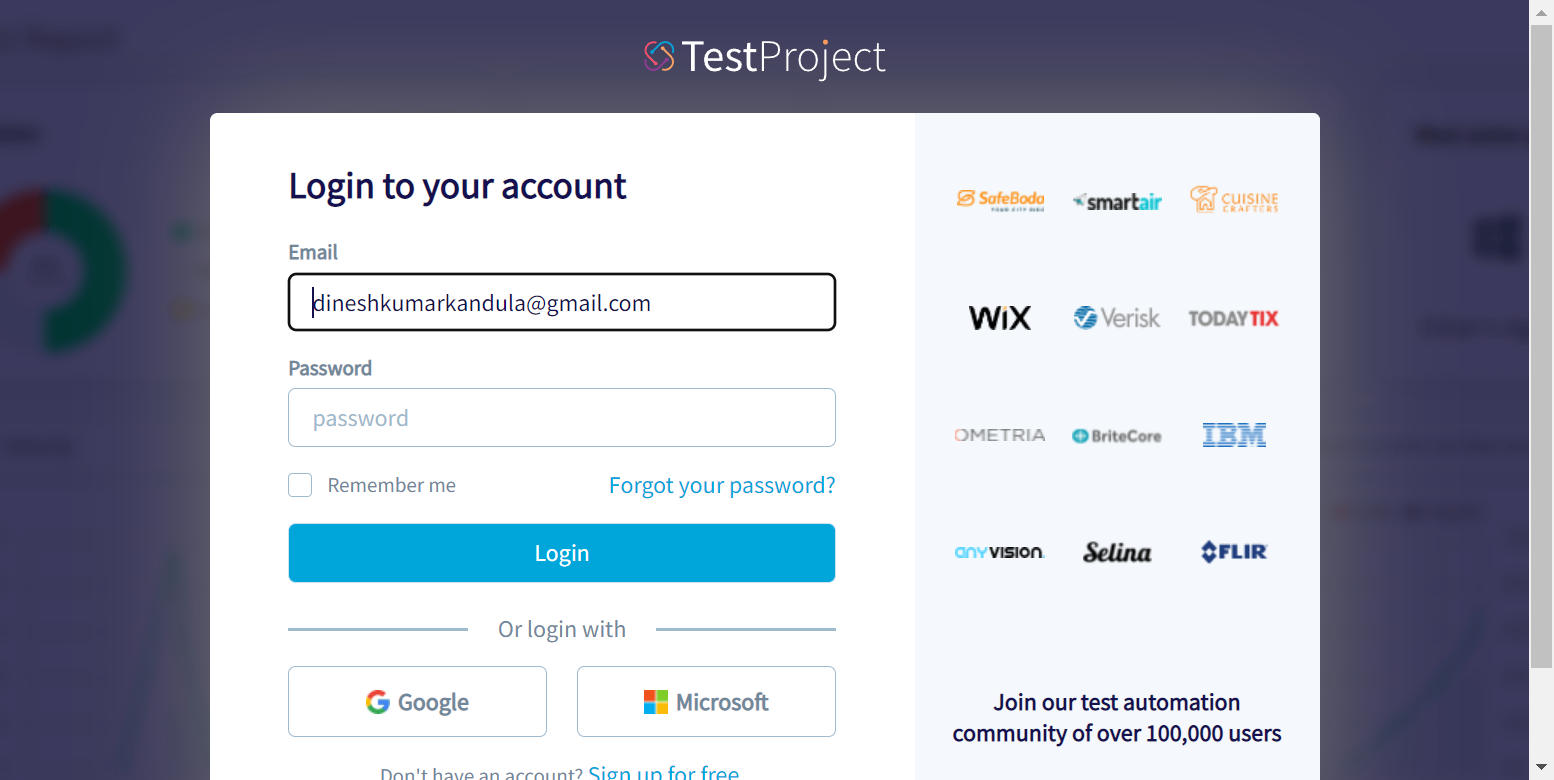 TestProject
Login to your account
Email
dineshkumarkandula@gmail.com
Password
password
Remember me
Forgot your password?
Login
Or login with
Google
Microsoft
Don't have an account? Sign up for free
SafeBoda
smartair
CUISINE
CRAFTERS
WiX
Verisk
TODAYTIX
OMETRIA
BriteCore
IBM
anyvision
Selina
FLIR
Join our test automation
community of over 100,000 users